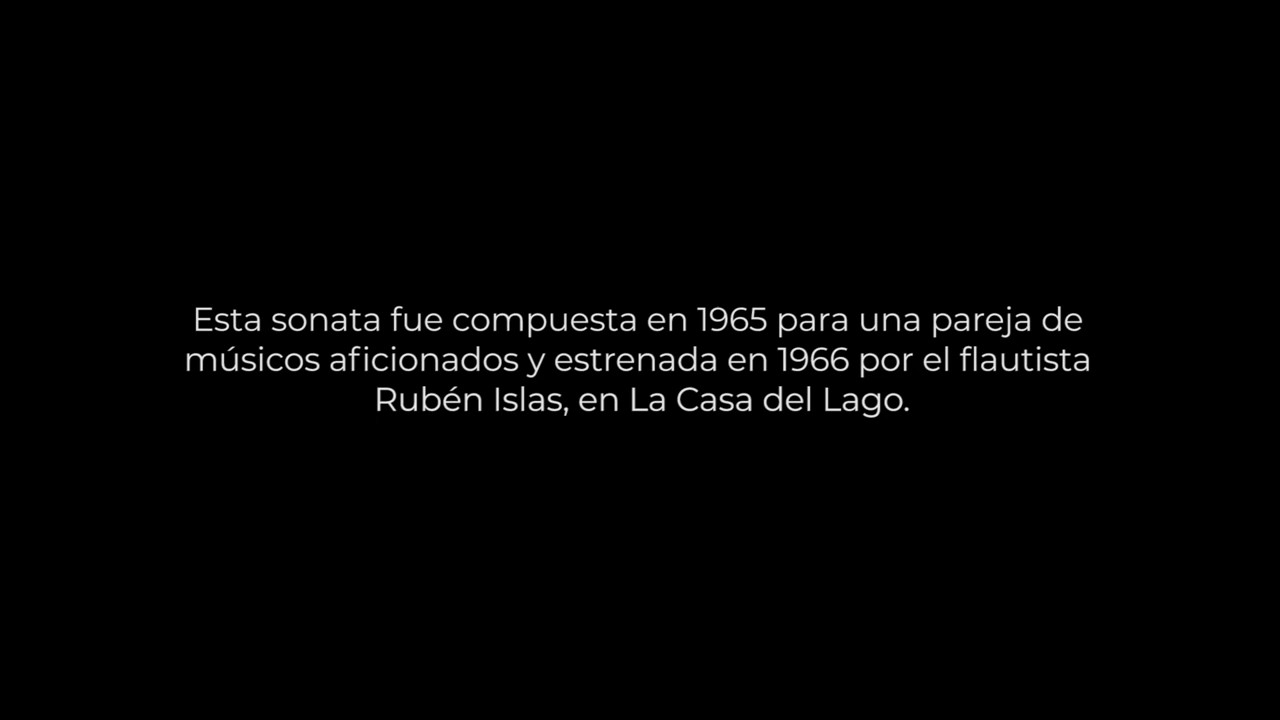 Esta sonata fue compuesta en 1965 para una pareja de
músicos aficionados y estrenada en 1966 por el flautista
Rubén Islas, en La Casa del Lago.